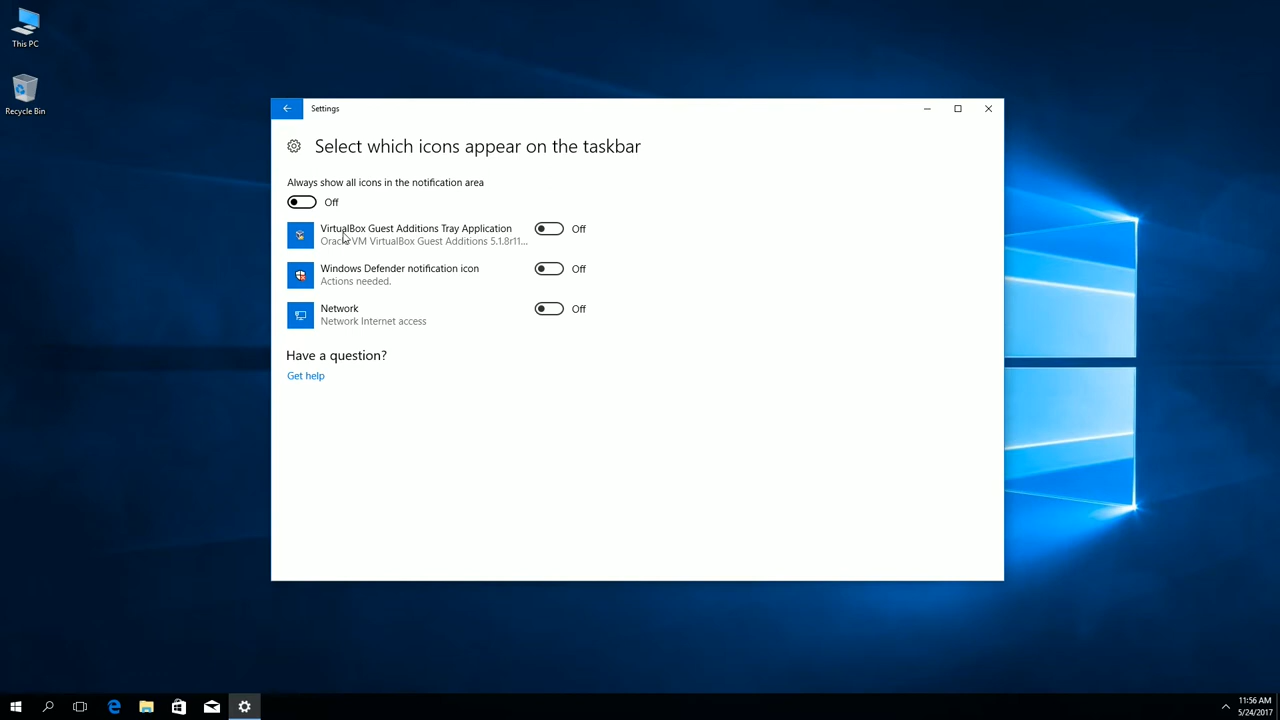 This PC
Recycle Bin
Settings
Select which icons appear on the taskbar
Always show all icons in the notification area
Off
VirtualBox Guest Additions Tray Application
Off
Oracle VM VirtualBox Guest Additions 5.1.8r11...
Windows Defender notification icon
Off
Actions needed.
Network
Off
Network Internet access
Have a question?
Get help
11:56 AM
5/24/2017